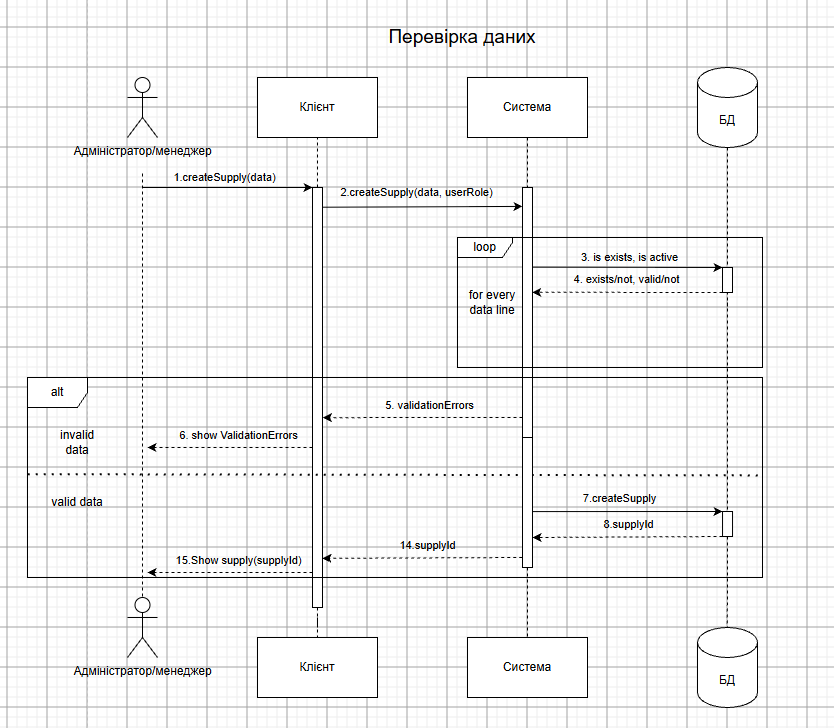 Перевірка даних
Клієнт
Система
БД
Адміністратор/менеджер
1.createSupply(data)
2.createSupply(data, userRole)
loop
3. is exists, is active
4. exists/not, valid/not
for every
data line
alt
5. validationErrors
invalid
data
6. show ValidationErrors
valid data
7.createSupply
8.supplyId
14.supplyId
15.Show supply(supplyId)
Адміністратор/менеджер
Клієнт
Система
БД